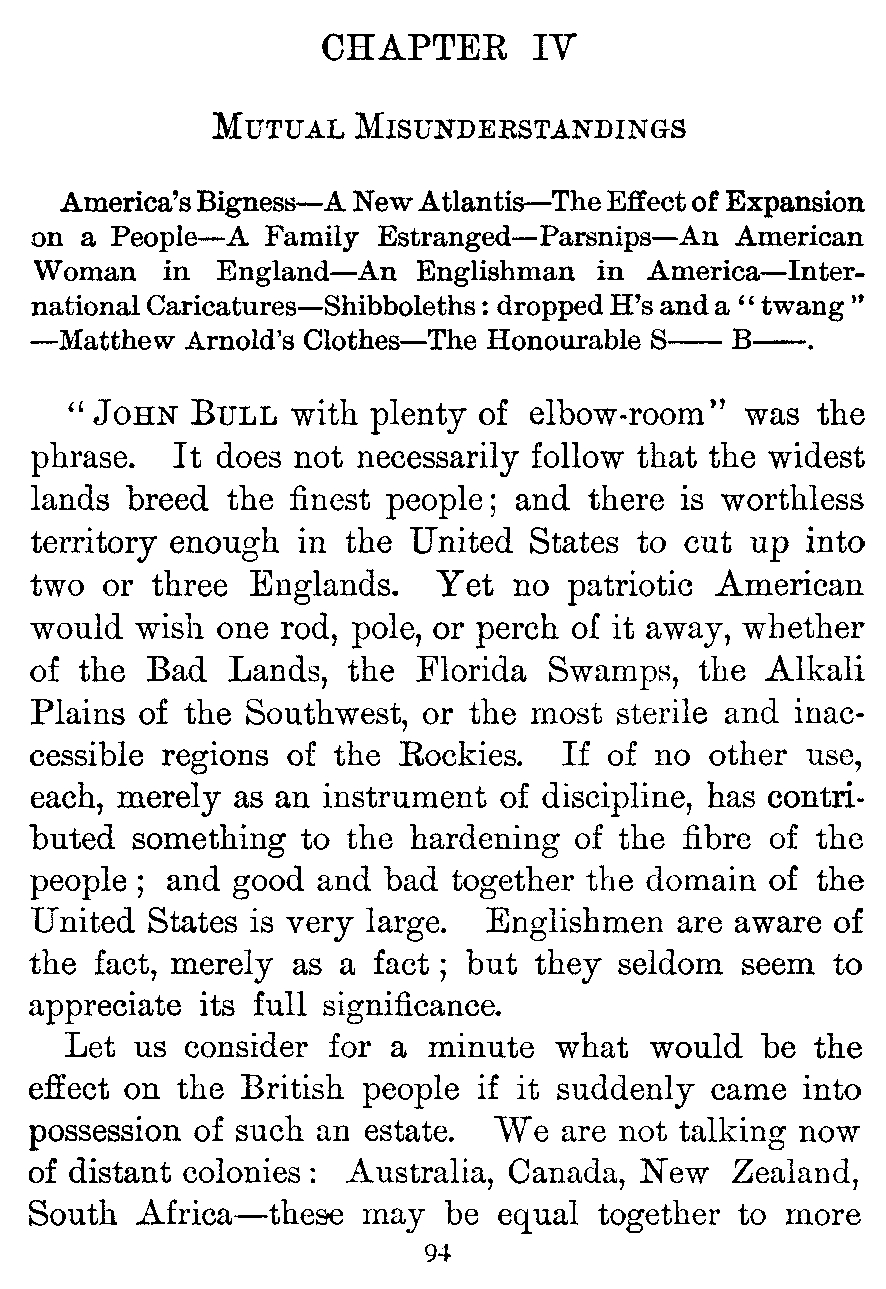 CHAPTER IV
MUTUAL MISUNDERSTANDINGS
America's Bigness—A New Atlantis—The Effect of Expansion
on a People—A Family Estranged—Parsnips—An American
Woman in England—An Englishman in America—Inter-
national Caricatures—Shibboleths: dropped H's and a "twang"
—Matthew Arnold's Clothes—The Honourable S—— B——.
"JOHN BULL with plenty of elbow-room" was the
phrase. It does not necessarily follow that the widest
lands breed the finest people; and there is worthless
territory enough in the United States to cut up into
two or three Englands. Yet no patriotic American
would wish one rod, pole, or perch of it away, whether
of the Bad Lands, the Florida Swamps, the Alkali
Plains of the Southwest, or the most sterile and inac-
cessible regions of the Rockies. If of no other use,
each, merely as an instrument of discipline, has contri-
buted something to the hardening of the fibre of the
people; and good and bad together the domain of the
United States is very large. Englishmen are aware of
the fact, merely as a fact; but they seldom seem to
appreciate its full significance.
Let us consider for a minute what would be the
effect on the British people if it suddenly came into
possession of such an estate. We are not talking now
of distant colonies: Australia, Canada, New Zealand,
South Africa—these may be equal together to more
94